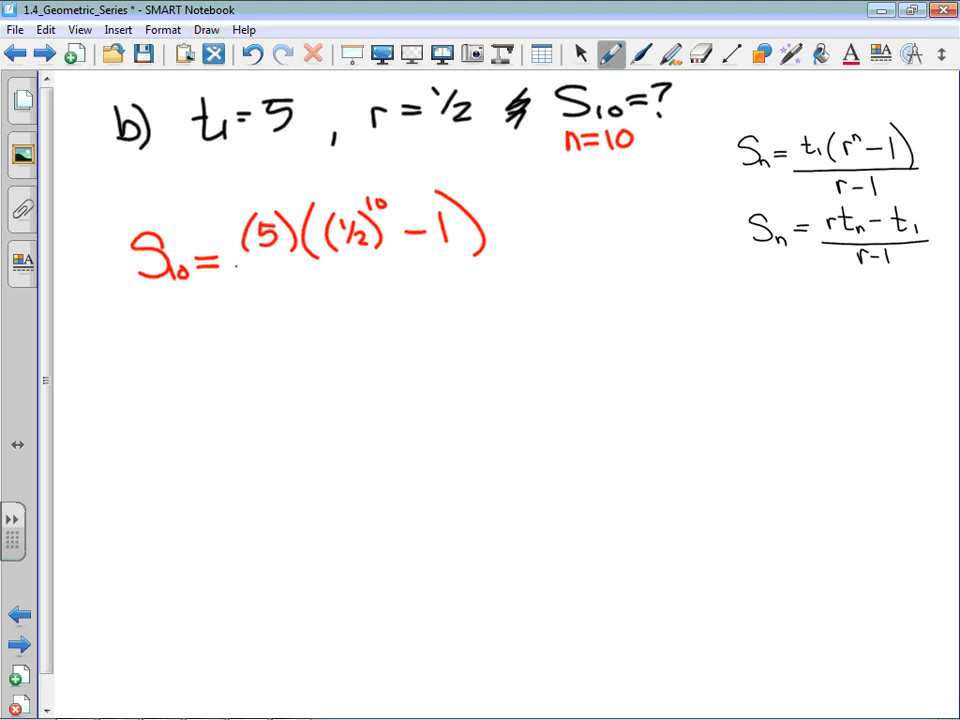 1.4_Geometric_Series * - SMART Notebook
File Edit View Insert Format Draw Help
b) t₁ = 5 , r = 1/2 & S₁₀ = ?
n = 10
Sₙ = t₁(rⁿ - 1)
r - 1
Sₙ = rtₙ - t₁
r - 1
S₁₀ = (5)((1/2)¹⁰ - 1)